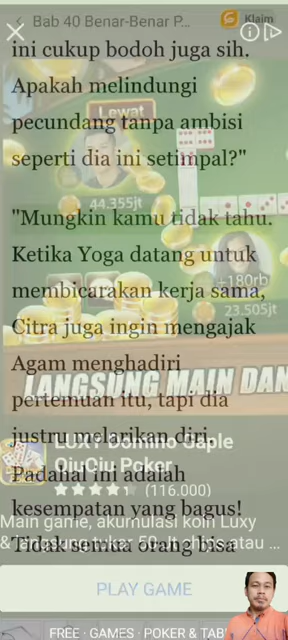 Bab 40 Benar-Benar P...
Klaim
ini cukup bodoh juga sih.
Apakah melindungi
Lewat
pecundang tanpa ambisi
seperti dia ini setimpal?"
44.355jt
"Mungkin kamu tidak tahu.
Ketika Yoga datang untuk
+180rb
membicarakan kerja sama,
23.505jt
Citra juga ingin mengajak
Agam menghadiri
LANGSUNG MAIN DAN
pertemuan itu, tapi dia
justru melarikan diri.
LUXY Domino Gaple
QiuQiu Poker
Padahal ini adalah
(116.000)
kesempatan yang bagus!
Main game, akumulasi koin Luxy
Tidak semua orang bisa
PLAY GAME
FREE · GAMES · POKER & TAB